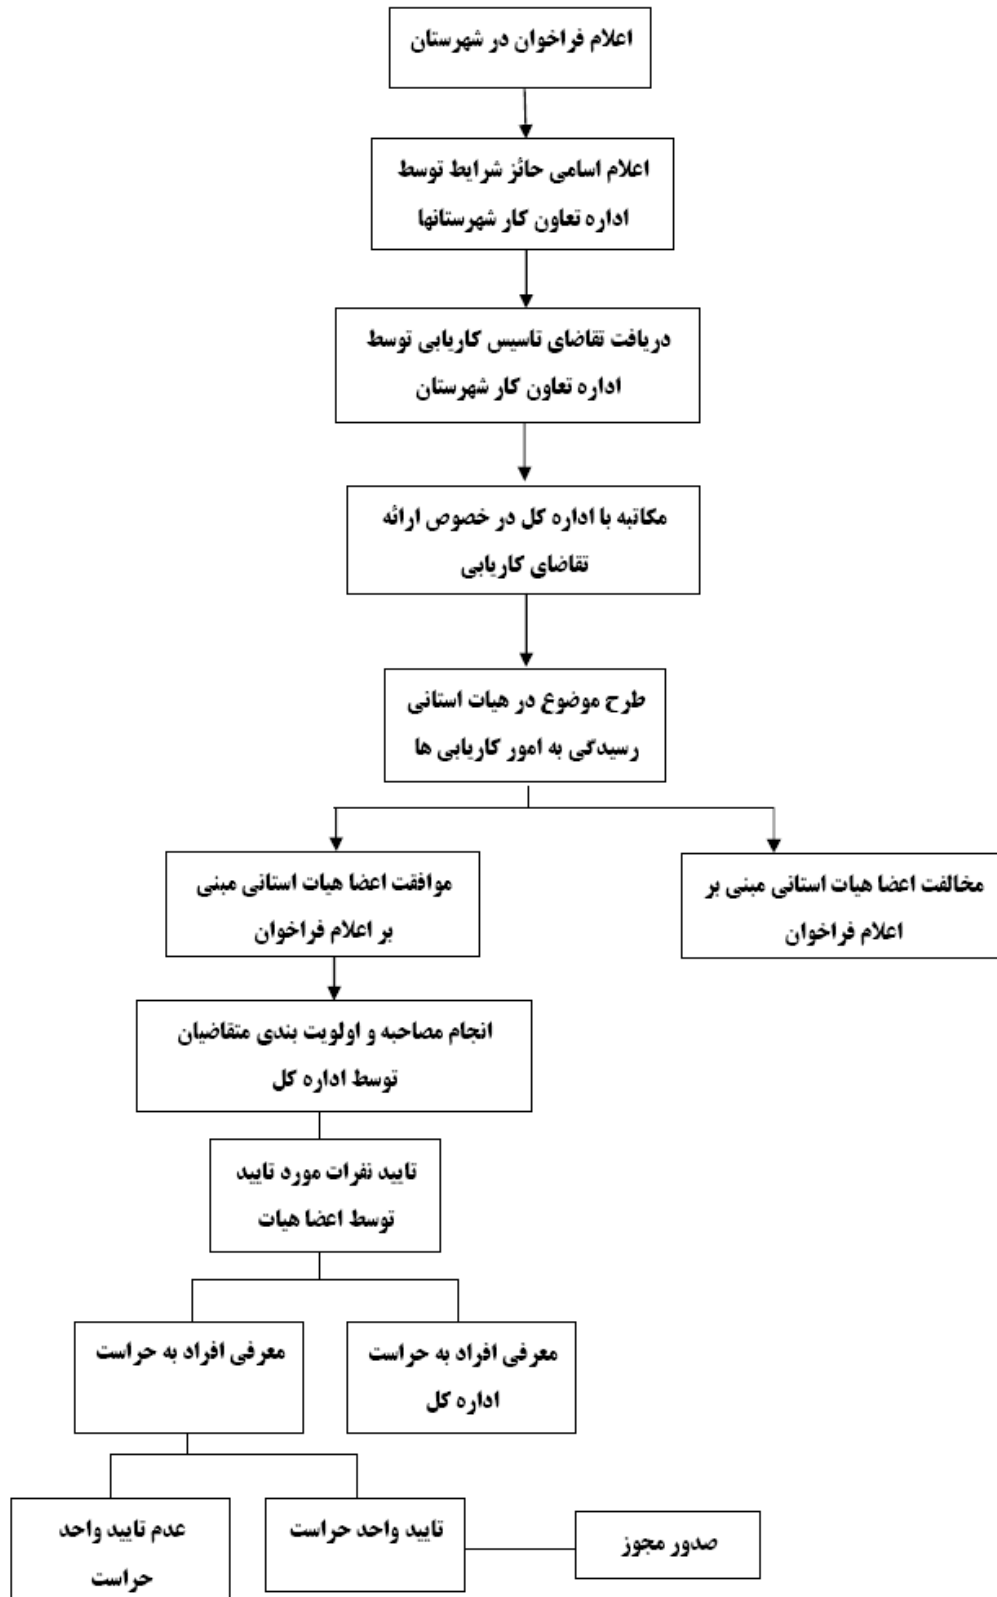 اعلام فراخوان در شهرستان
اعلام اسامی حائز شرایط توسط
اداره تعاون کار شهرستانها
دریافت تقاضای تاسیس کاریابی توسط
اداره تعاون کار شهرستان
مکاتبه با اداره کل در خصوص ارائه
تقاضای کاریابی
طرح موضوع در هیات استانی
رسیدگی به امور کاریابی ها
مخالفت اعضا هیات استانی مبنی بر
اعلام فراخوان
موافقت اعضا هیات استانی مبنی
بر اعلام فراخوان
انجام مصاحبه و اولویت بندی متقاضیان
توسط اداره کل
تایید نفرات مورد تایید
توسط اعضا هیات
معرفی افراد به حراست
اداره کل
معرفی افراد به حراست
صدور مجوز
تایید واحد حراست
عدم تایید واحد
حراست